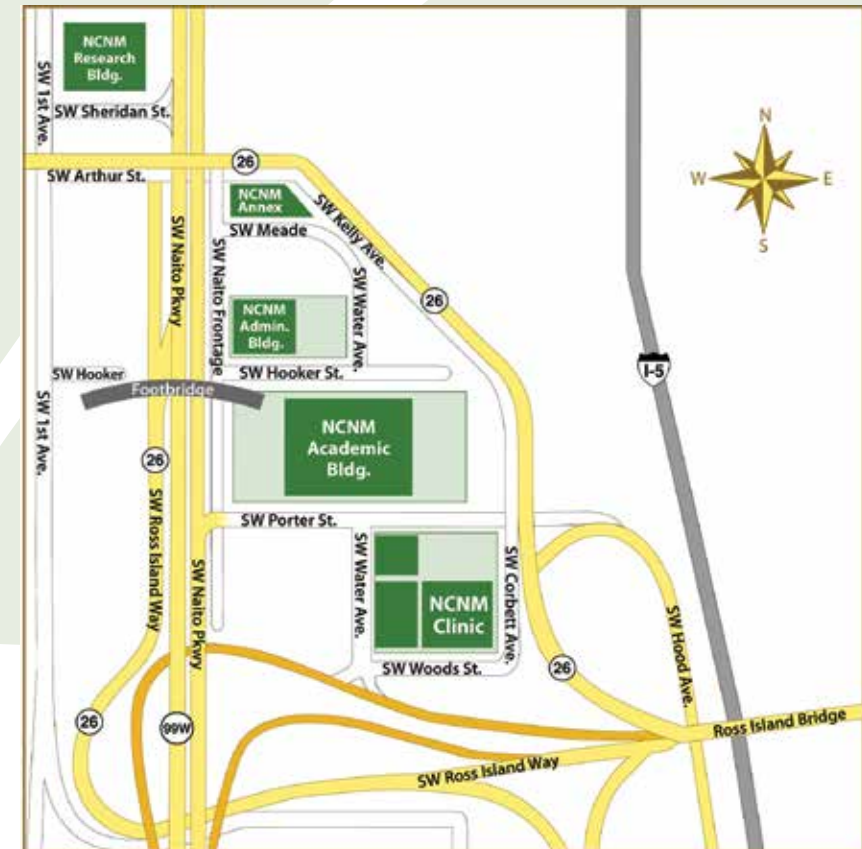 NCNM
Research
Bldg.
SW 1st Ave.
SW Sheridan St.
26
SW Arthur St.
NCNM
Annex
SW Meade
SW Kelly Ave.
N
W
E
S
SW Naito Pkwy
SW Naito Frontage
SW Water Ave.
26
NCNM
Admin.
Bldg.
I-5
SW Hooker
SW Hooker St.
Footbridge
SW 1st Ave.
NCNM
Academic
Bldg.
26
SW Ross Island Way
SW Porter St.
SW Naito Pkwy
SW Water Ave.
NCNM
Clinic
SW Corbett Ave.
SW Hood Ave.
SW Woods St.
26
26
99W
Ross Island Bridge
SW Ross Island Way